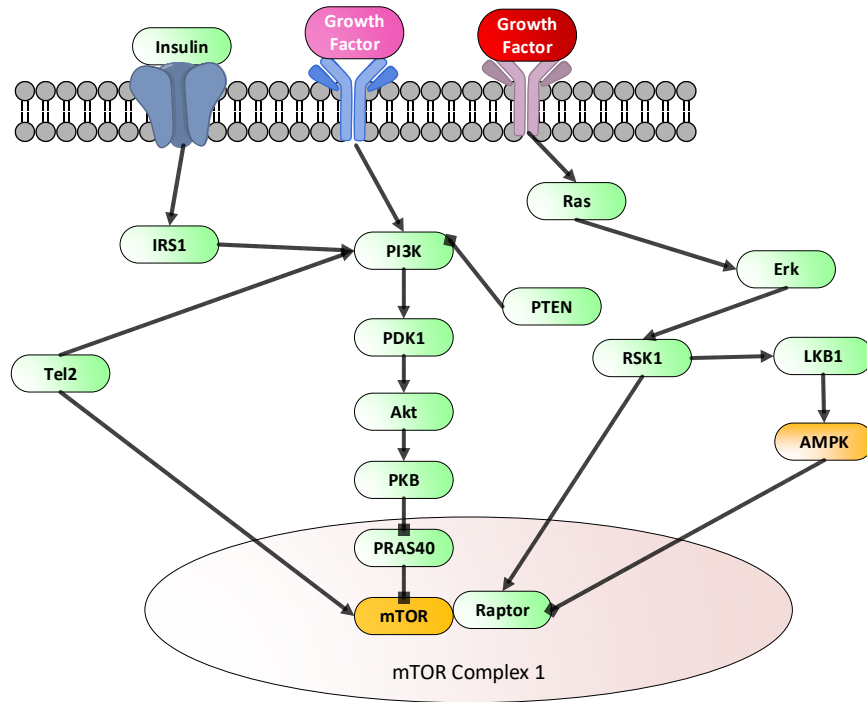 Insulin
Growth
Factor
Growth
Factor
Ras
IRS1
PI3K
Erk
PTEN
PDK1
RSK1
LKB1
Tel2
Akt
AMPK
PKB
PRAS40
mTOR
Raptor
mTOR Complex 1